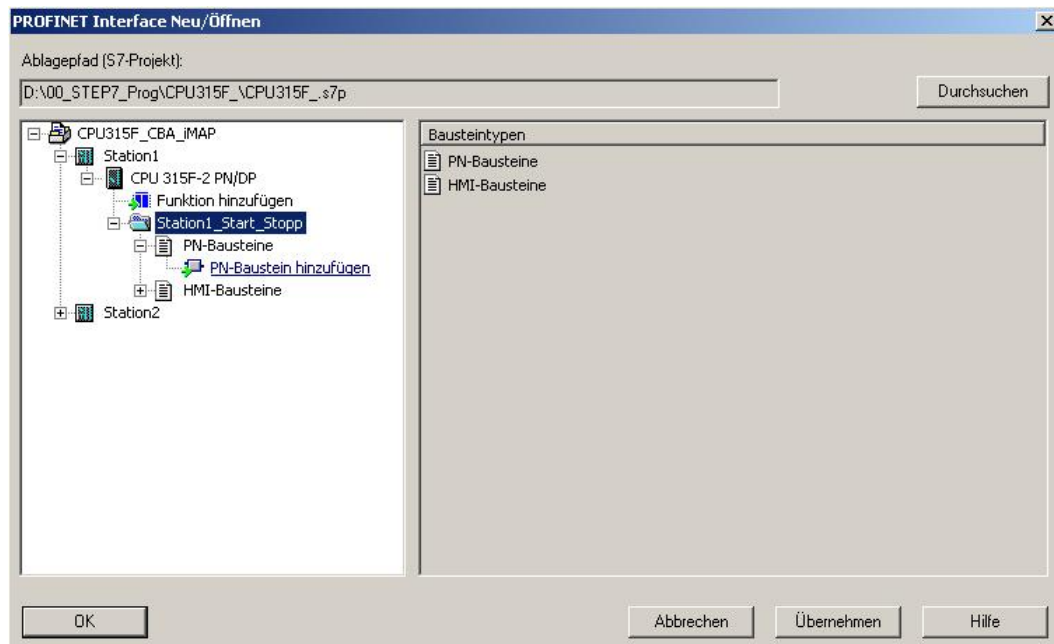 PROFINET Interface Neu/Öffnen
Ablagepfad (S7-Projekt):
D:\00_STEP7_Prog\CPU315F_\CPU315F_.s7p
Durchsuchen
CPU315F_CBA_iMAP
Station1
CPU 315F-2 PN/DP
Funktion hinzufügen
Station1_Start_Stopp
PN-Bausteine
PN-Baustein hinzufügen
HMI-Bausteine
Station2
Bausteintypen
PN-Bausteine
HMI-Bausteine
OK
Abbrechen
Übernehmen
Hilfe